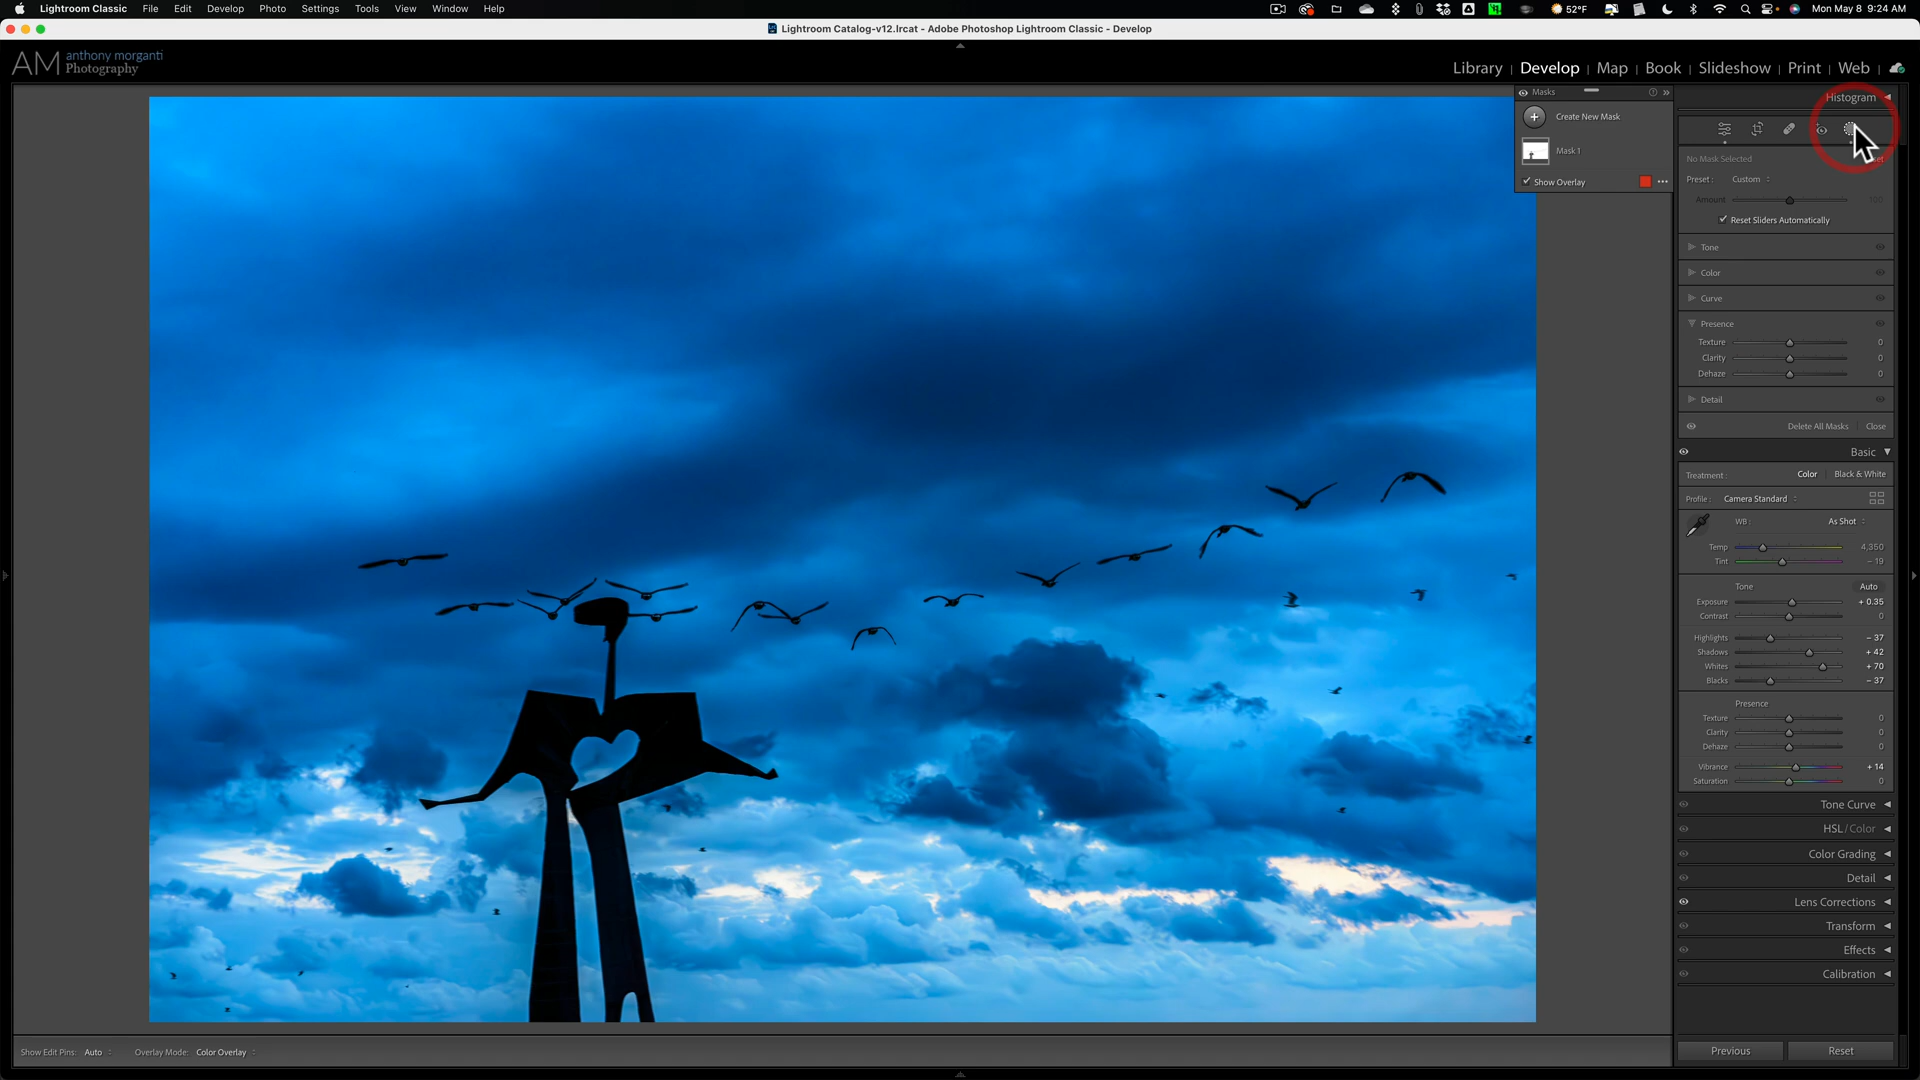 Lightroom Classic File Edit Develop Photo Settings Tools View Window Help 52°F Mon May 8 9:24 AM
Lightroom Catalog-v12.lrcat - Adobe Photoshop Lightroom Classic - Develop
AM anthony morganti
Photography
Library | Develop | Map | Book | Slideshow | Print | Web
Masks
Create New Mask
Mask 1
Show Overlay
Histogram
No Mask Selected
Preset : Custom
Amount 100
Reset Sliders Automatically
Tone
Color
Curve
Presence
Texture 0
Clarity 0
Dehaze 0
Detail
Delete All Masks Close
Basic
Treatment : Color Black & White
Profile : Camera Standard
WB : As Shot
Temp 4,350
Tint – 19
Tone Auto
Exposure + 0.35
Contrast 0
Highlights – 37
Shadows + 42
Whites + 70
Blacks – 37
Presence
Texture 0
Clarity 0
Dehaze 0
Vibrance + 14
Saturation 0
Tone Curve
HSL / Color
Color Grading
Detail
Lens Corrections
Transform
Effects
Calibration
Show Edit Pins: Auto Overlay Mode: Color Overlay
Previous Reset